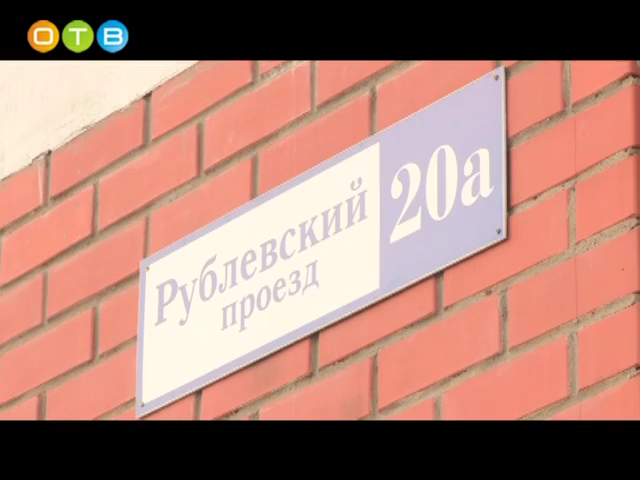 ОТВ
Рублевский
проезд
20а